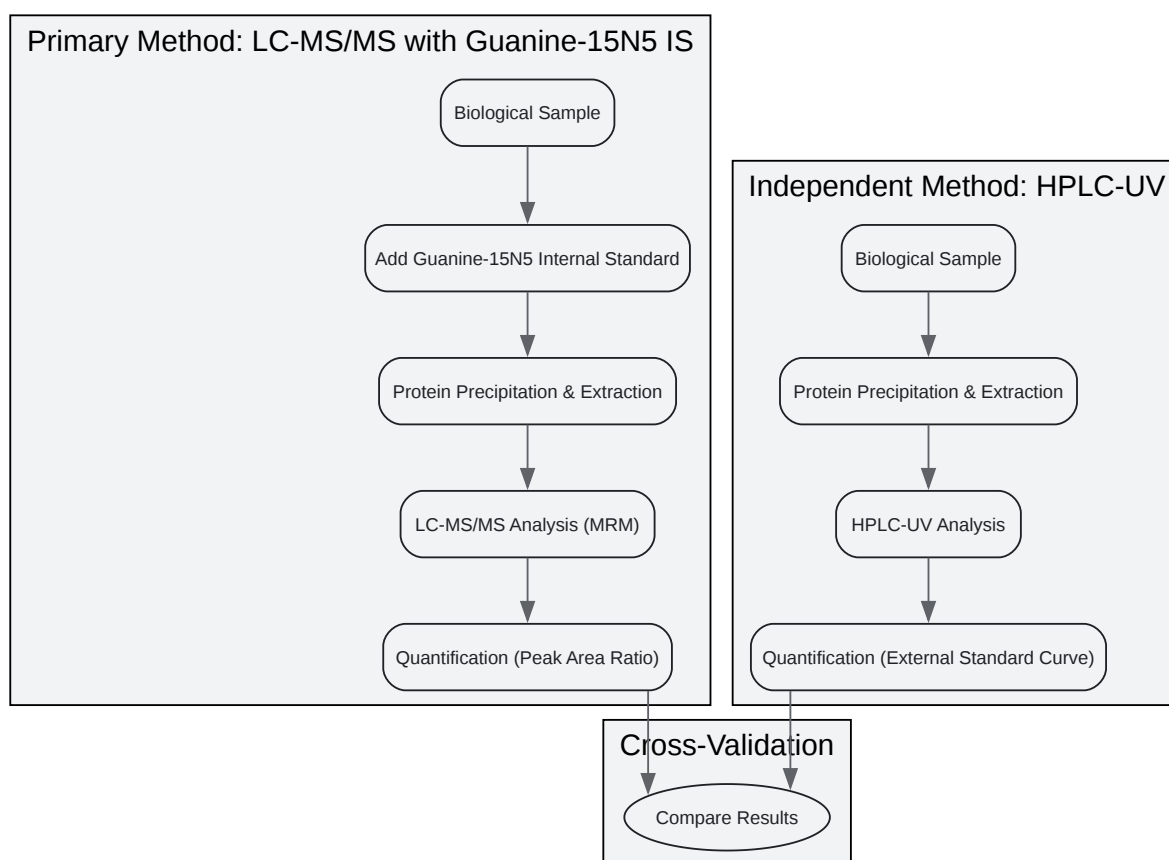 Primary Method: LC-MS/MS with Guanine-15N5 IS
Biological Sample
Add Guanine-15N5 Internal Standard
Protein Precipitation & Extraction
LC-MS/MS Analysis (MRM)
Quantification (Peak Area Ratio)
Independent Method: HPLC-UV
Biological Sample
Protein Precipitation & Extraction
HPLC-UV Analysis
Quantification (External Standard Curve)
Cross-Validation
Compare Results